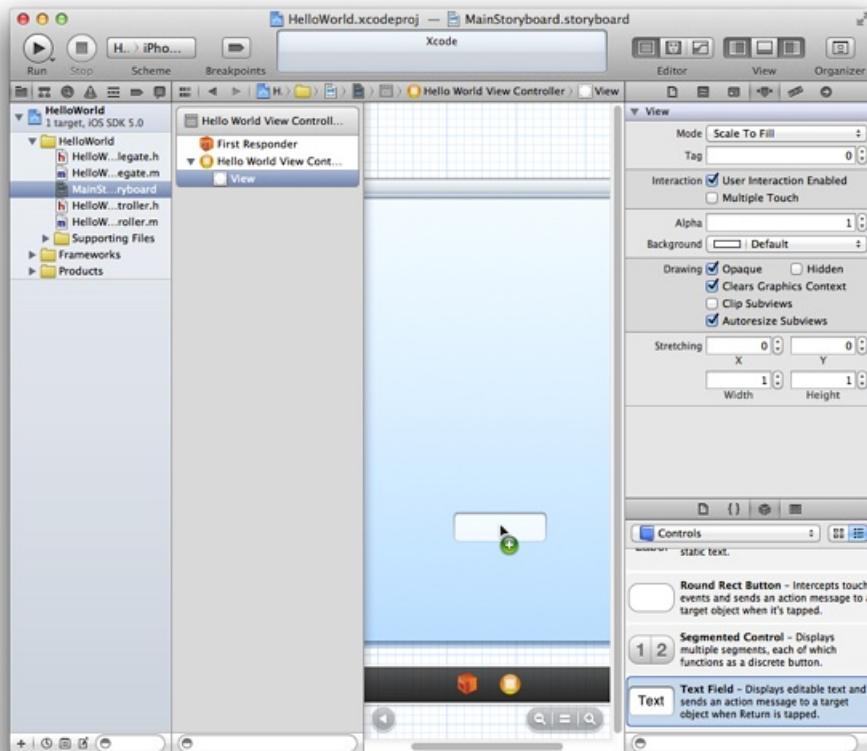 HelloWorld.xcodeproj — MainStoryboard.storyboard
H.. iPho...
Xcode
Run Stop Scheme Breakpoints Editor View Organizer
H. Hello World View Controller View
HelloWorld
1 target, iOS SDK 5.0
HelloWorld
h HelloW...legate.h
m HelloW...egate.m
MainSt...ryboard
h HelloW...troller.h
m HelloW...roller.m
Supporting Files
Frameworks
Products
Hello World View Controll...
First Responder
Hello World View Cont...
View
View
Mode Scale To Fill
Tag 0
Interaction User Interaction Enabled
Multiple Touch
Alpha 1
Background Default
Drawing Opaque Hidden
Clears Graphics Context
Clip Subviews
Autoresize Subviews
Stretching 0 0
X Y
1 1
Width Height
{}
Controls
static text.
Round Rect Button – Intercepts touch
events and sends an action message to a
target object when it's tapped.
1 2
Segmented Control – Displays
multiple segments, each of which
functions as a discrete button.
Text
Text Field – Displays editable text and
sends an action message to a target
object when Return is tapped.